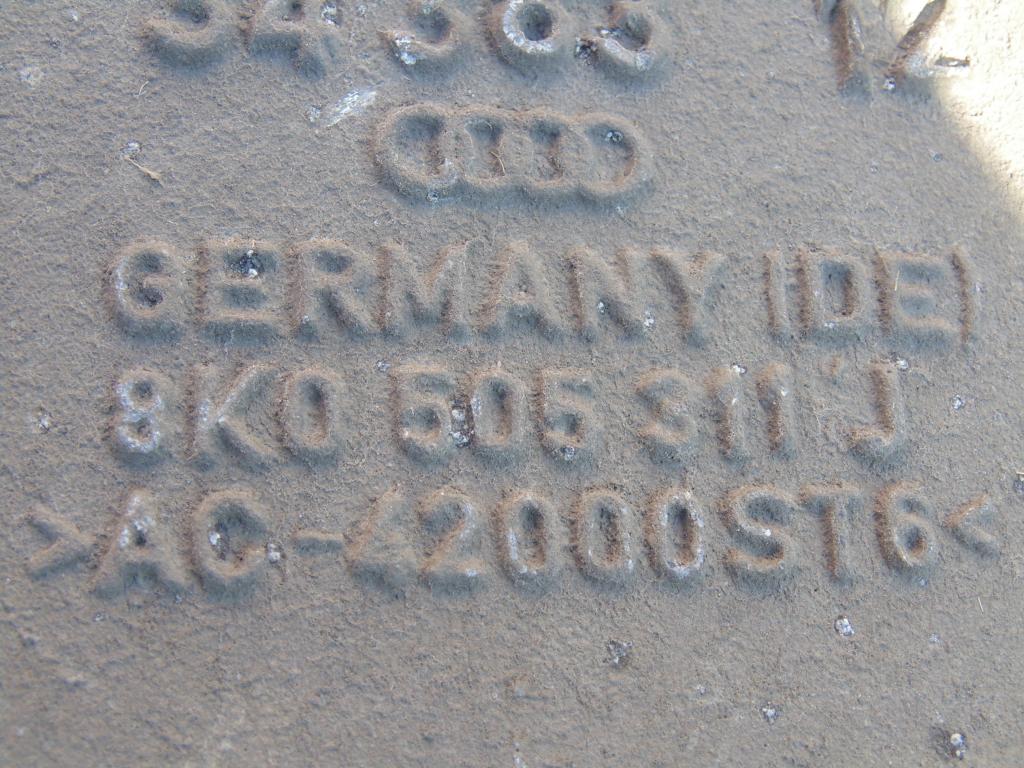 GERMANY (DE)
8K0 505 311 J
>AC-42000ST6<